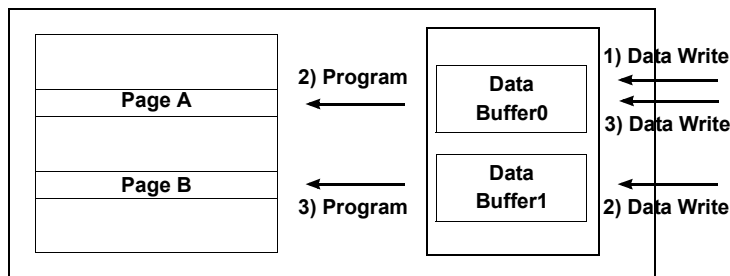 1) Data Write
2) Program
Data
Buffer0
Page A
3) Data Write
Data
Buffer1
Page B
3) Program
2) Data Write